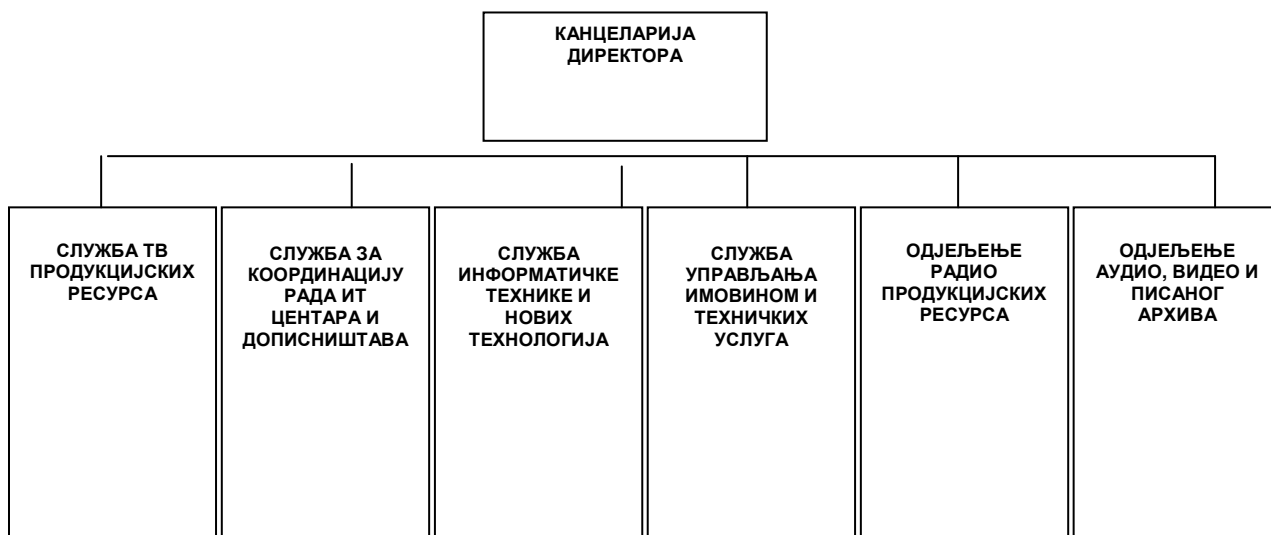 КАНЦЕЛАРИЈА
ДИРЕКТОРА
СЛУЖБА ТВ
ПРОДУКЦИЈСКИХ
РЕСУРСА
СЛУЖБА ЗА
КООРДИНАЦИЈУ
РАДА ИТ
ЦЕНТАРА И
ДОПИСНИШТАВА
СЛУЖБА
ИНФОРМАТИЧКЕ
ТЕХНИКЕ И
НОВИХ
ТЕХНОЛОГИЈА
СЛУЖБА
УПРАВЉАЊА
ИМОВИНОМ И
ТЕХНИЧКИХ
УСЛУГА
ОДЈЕЉЕЊЕ
РАДИО
ПРОДУКЦИЈСКИХ
РЕСУРСА
ОДЈЕЉЕЊЕ
АУДИО, ВИДЕО И
ПИСАНОГ
АРХИВА